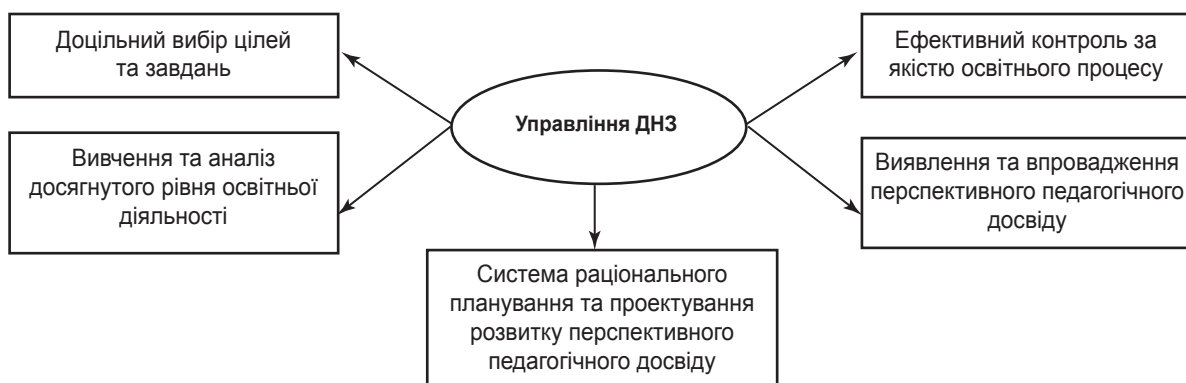 Доцільний вибір цілей
та завдань
Ефективний контроль за
якістю освітнього процесу
Управління ДНЗ
Вивчення та аналіз
досягнутого рівня освітньої
діяльності
Виявлення та впровадження
перспективного педагогічного
досвіду
Система раціонального
планування та проектування
розвитку перспективного
педагогічного досвіду